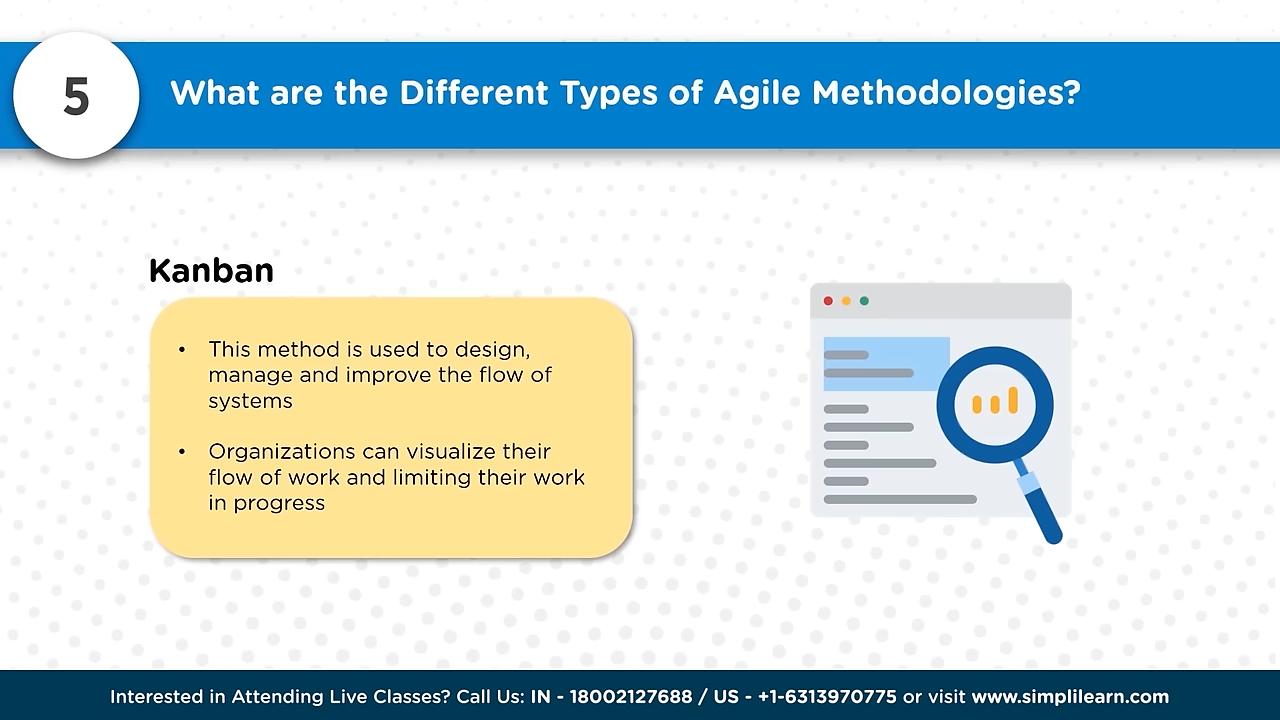 5
What are the Different Types of Agile Methodologies?
Kanban
• This method is used to design,
manage and improve the flow of
systems
• Organizations can visualize their
flow of work and limiting their work
in progress
Interested in Attending Live Classes? Call Us: IN - 18002127688 / US - +1-6313970775 or visit www.simplilearn.com